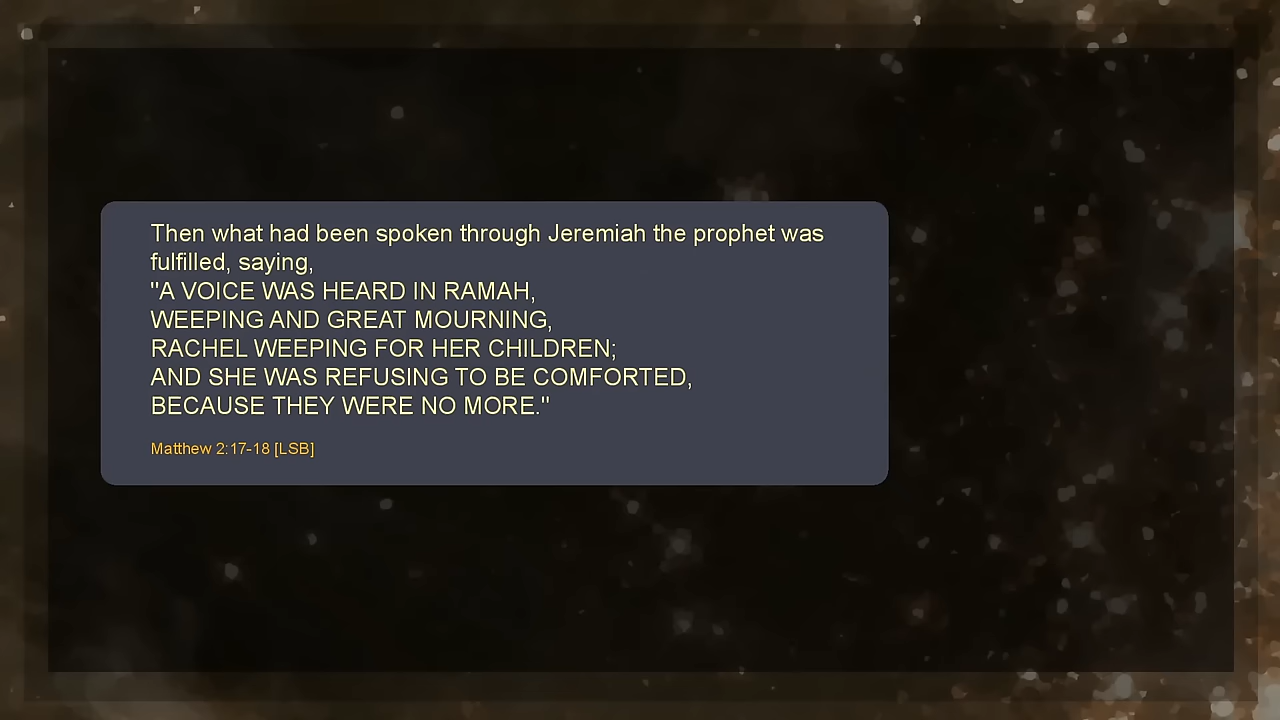 Then what had been spoken through Jeremiah the prophet was
fulfilled, saying,
"A VOICE WAS HEARD IN RAMAH,
WEEPING AND GREAT MOURNING,
RACHEL WEEPING FOR HER CHILDREN;
AND SHE WAS REFUSING TO BE COMFORTED,
BECAUSE THEY WERE NO MORE."
Matthew 2:17-18 [LSB]